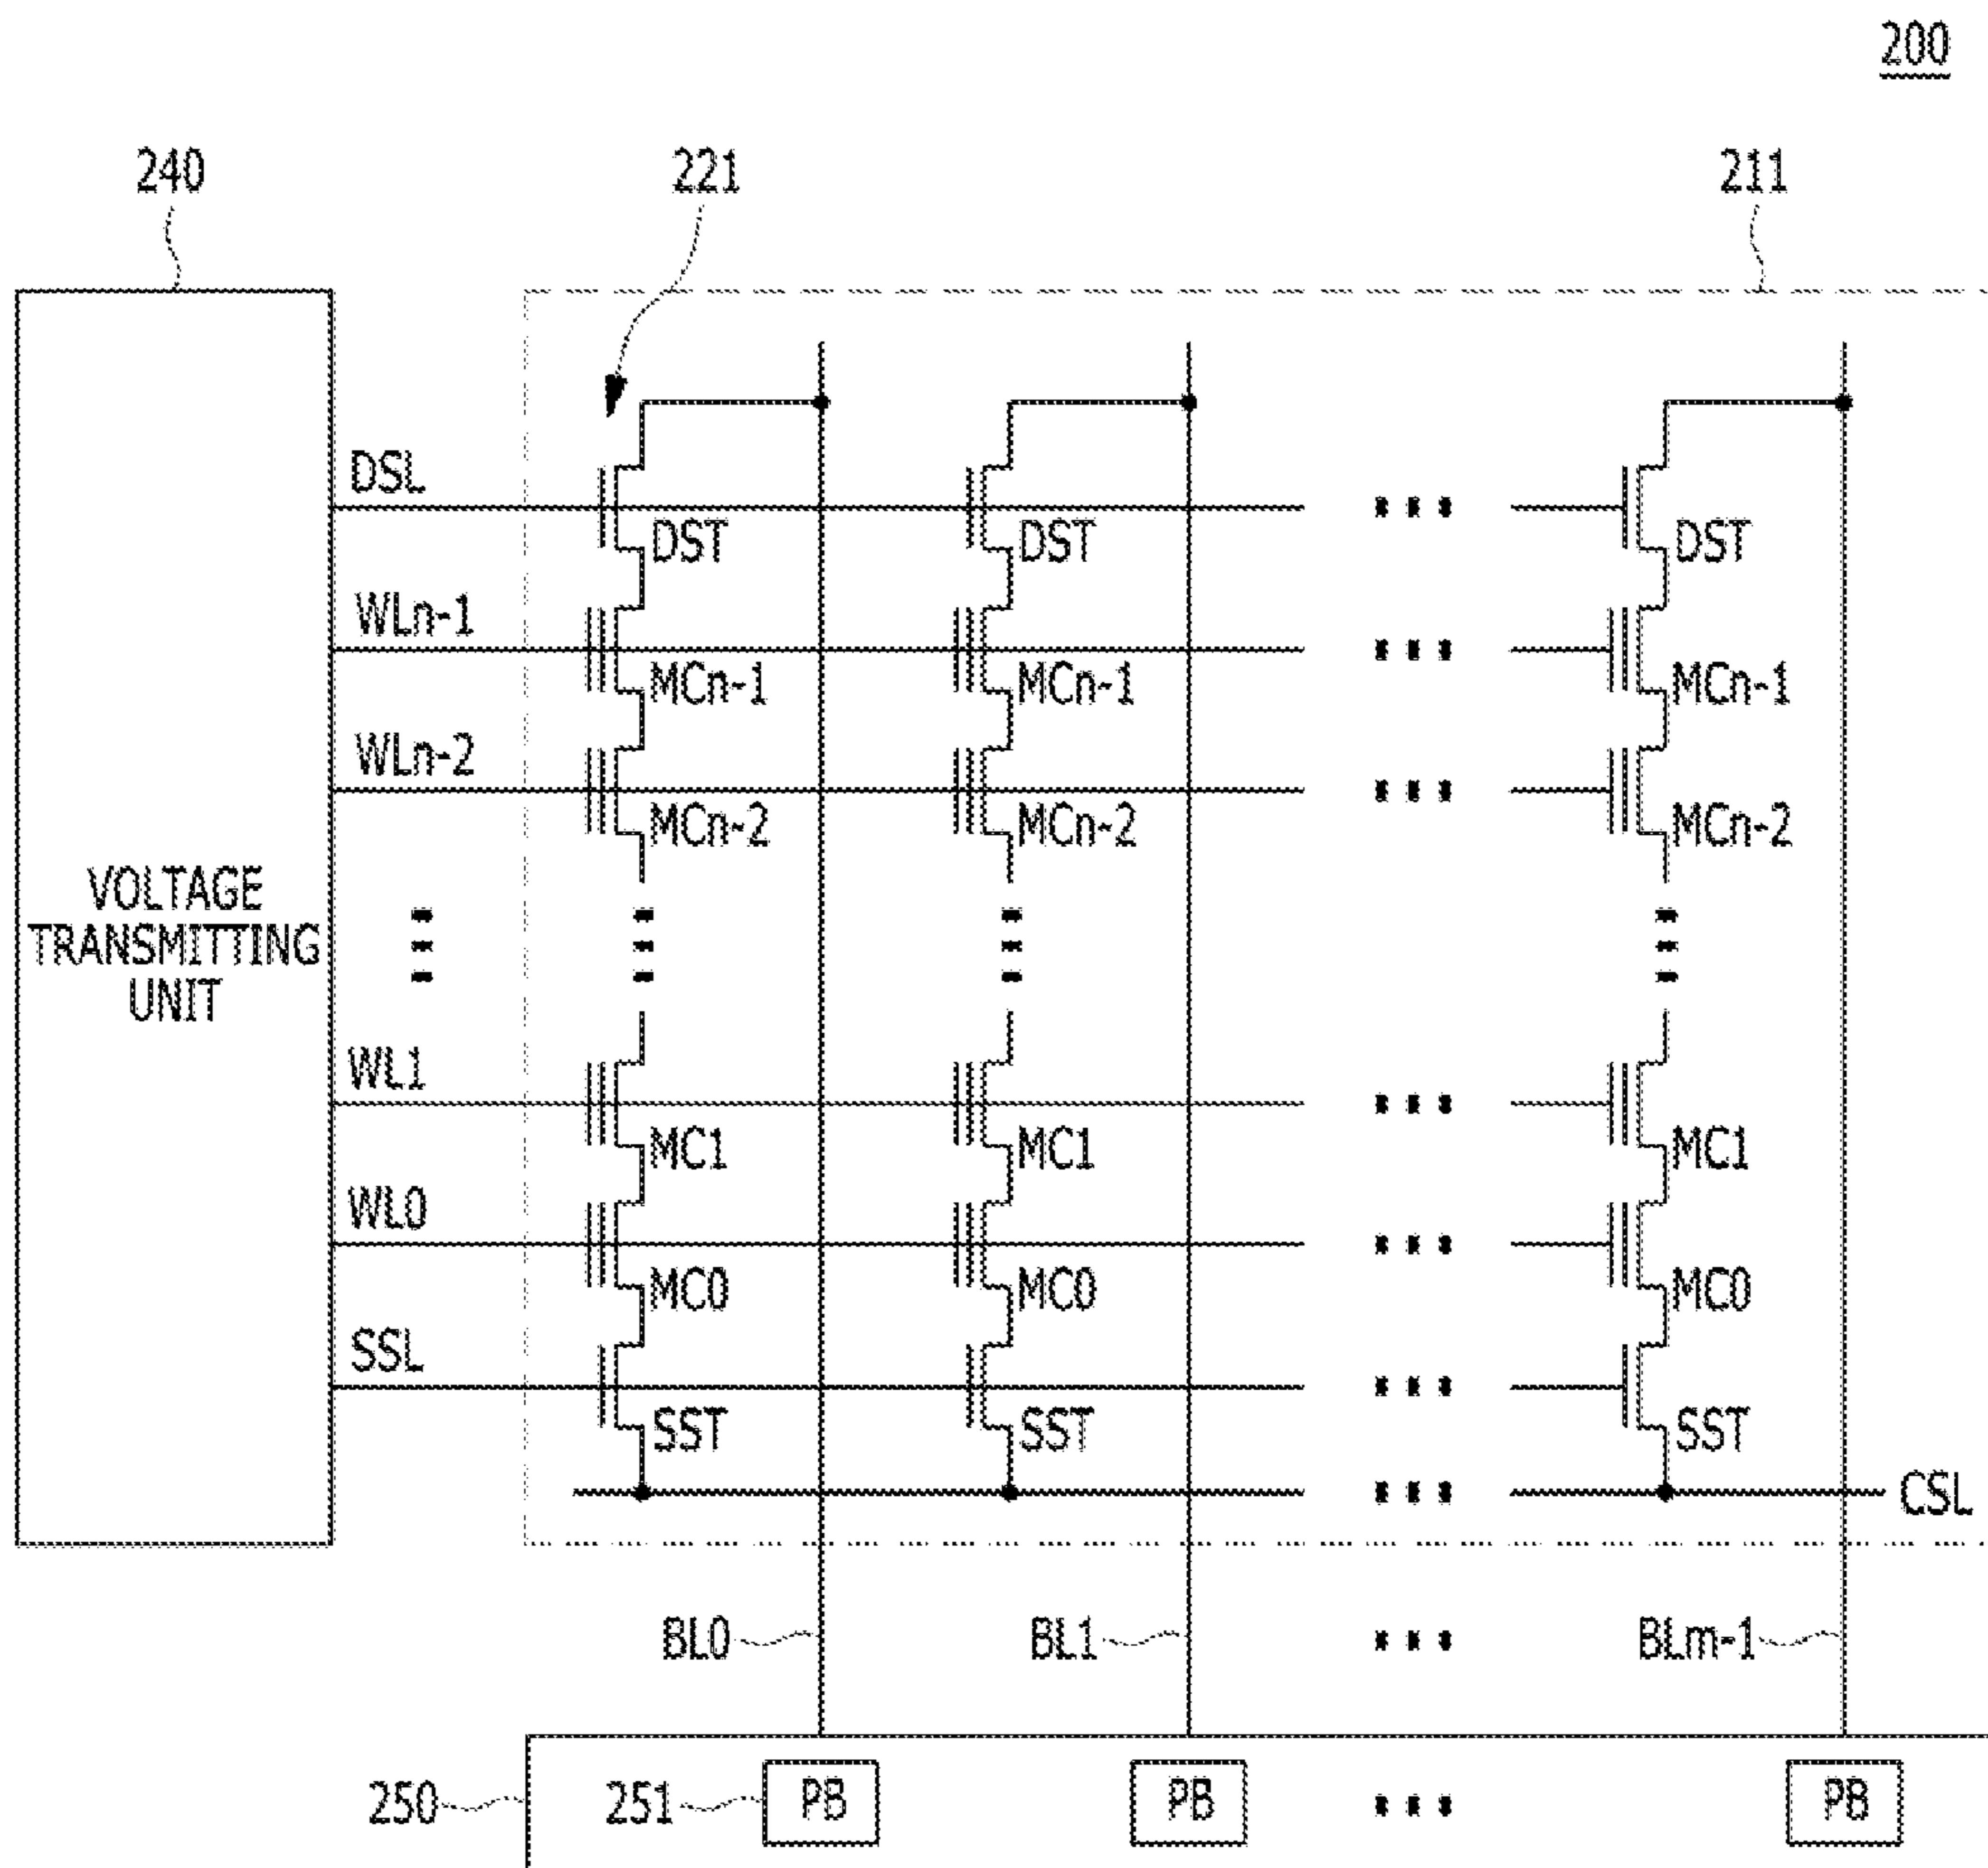 200
240 221 211
DSL
DST DST DST
WLn-1
MCn-1 MCn-1 MCn-1
WLn-2
MCn-2 MCn-2 MCn-2
VOLTAGE
TRANSMITTING
UNIT
WL1
MC1 MC1 MC1
WL0
MC0 MC0 MC0
SSL
SST SST SST
CSL
BL0 BL1 BLm-1
250 251 PB PB PB